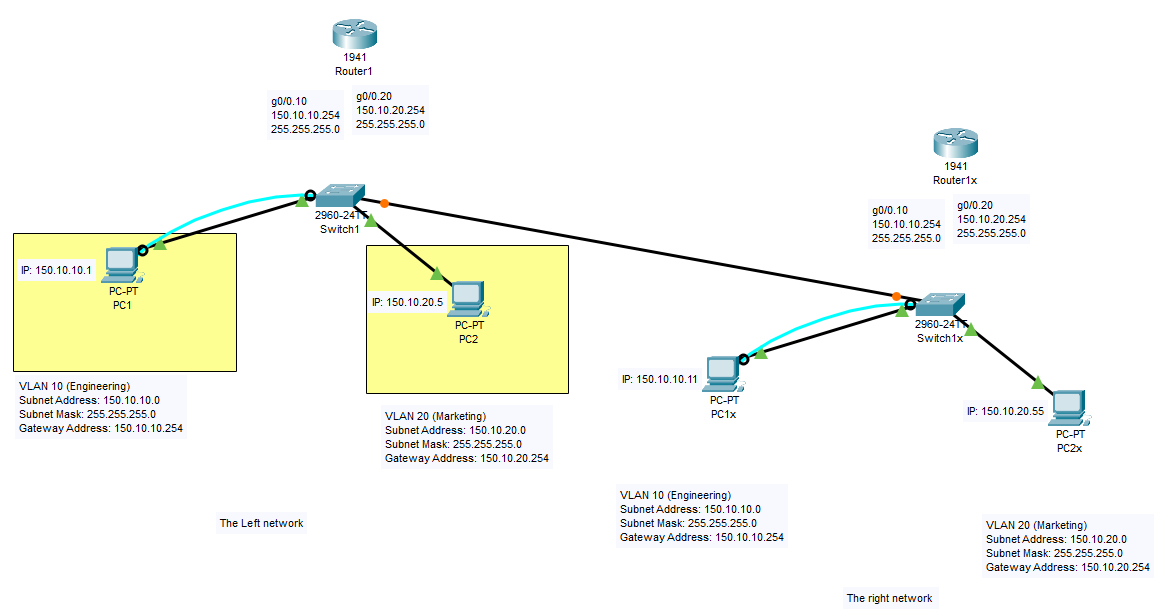 1941
Router1
g0/0.10
150.10.10.254
255.255.255.0
g0/0.20
150.10.20.254
255.255.255.0
1941
Router1x
g0/0.10
150.10.10.254
255.255.255.0
g0/0.20
150.10.20.254
255.255.255.0
2960-24TT
Switch1
IP: 150.10.10.1
PC-PT
PC1
IP: 150.10.20.5
PC-PT
PC2
2960-24TT
Switch1x
IP: 150.10.10.11
PC-PT
PC1x
IP: 150.10.20.55
PC-PT
PC2x
VLAN 10 (Engineering)
Subnet Address: 150.10.10.0
Subnet Mask: 255.255.255.0
Gateway Address: 150.10.10.254
VLAN 20 (Marketing)
Subnet Address: 150.10.20.0
Subnet Mask: 255.255.255.0
Gateway Address: 150.10.20.254
The Left network
VLAN 10 (Engineering)
Subnet Address: 150.10.10.0
Subnet Mask: 255.255.255.0
Gateway Address: 150.10.10.254
VLAN 20 (Marketing)
Subnet Address: 150.10.20.0
Subnet Mask: 255.255.255.0
Gateway Address: 150.10.20.254
The right network